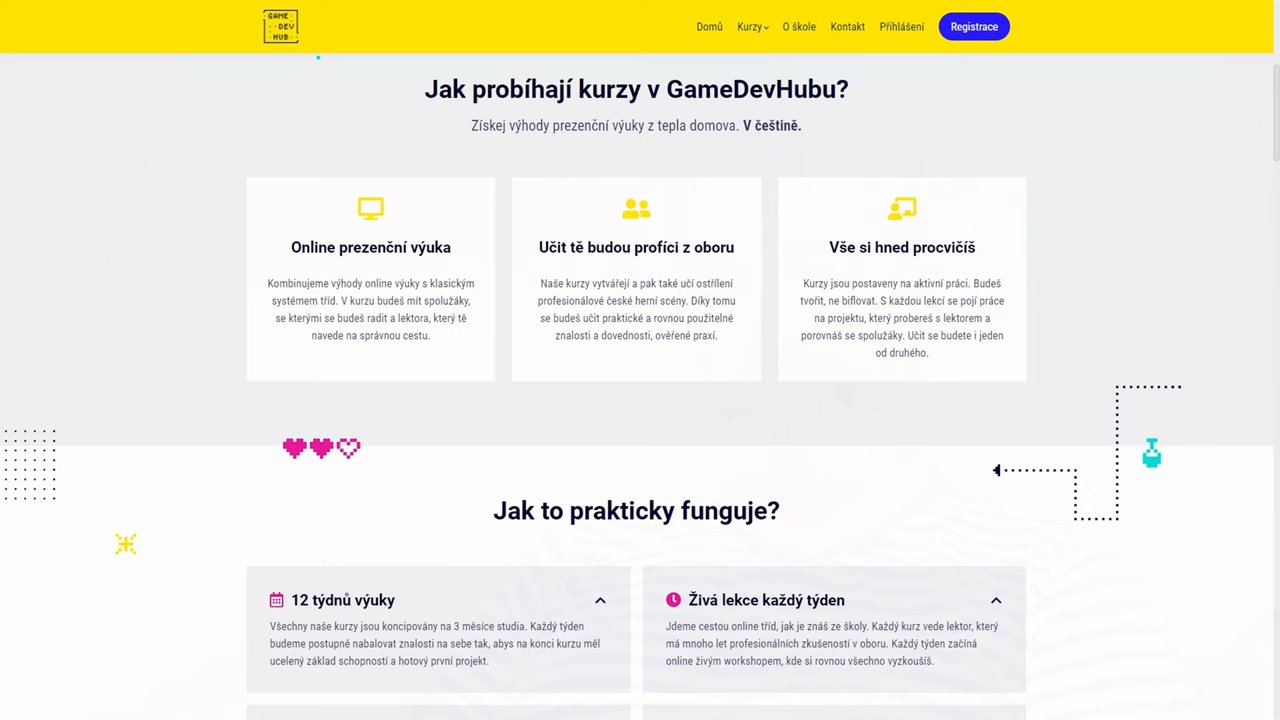 GAME
DEV
HUB
Domů Kurzy O škole Kontakt Přihlášení Registrace
Jak probíhají kurzy v GameDevHubu?
Získej výhody prezenční výuky z tepla domova. V češtině.
Online prezenční výuka
Kombinujeme výhody online výuky s klasickým
systémem tříd. V kurzu budeš mít spolužáky,
se kterými se budeš radit a lektora, který tě
navede na správnou cestu.
Učit tě budou profíci z oboru
Naše kurzy vytvářejí a pak také učí ostřílení
profesionálové české herní scény. Díky tomu
se budeš učit praktické a rovnou použitelné
znalosti a dovednosti, ověřené praxí.
Vše si hned procvičíš
Kurzy jsou postaveny na aktivní práci. Budeš
tvořit, ne biflovat. S každou lekcí se pojí práce
na projektu, který probereš s lektorem a
porovnáš se spolužáky. Učit se budete i jeden
od druhého.
Jak to prakticky funguje?
12 týdnů výuky
Všechny naše kurzy jsou koncipovány na 3 měsíce studia. Každý týden
budeme postupně nabalovat znalosti na sebe tak, abys na konci kurzu měl
ucelený základ schopností a hotový první projekt.
Živá lekce každý týden
Jdeme cestou online tříd, jak je znáš ze školy. Každý kurz vede lektor, který
má mnoho let profesionálních zkušeností v oboru. Každý týden začíná
online živým workshopem, kde si rovnou všechno vyzkoušíš.